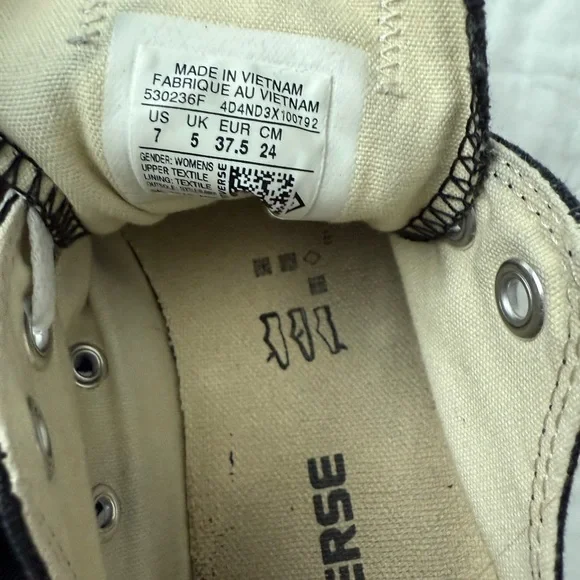 MADE IN VIETNAM
FABRIQUE AU VIETNAM
530236F 4D4ND3X100792
US UK EUR CM
7 5 37.5 24
GENDER: WOMENS
UPPER TEXTILE
LINING: TEXTILE
VERSE
ERSE